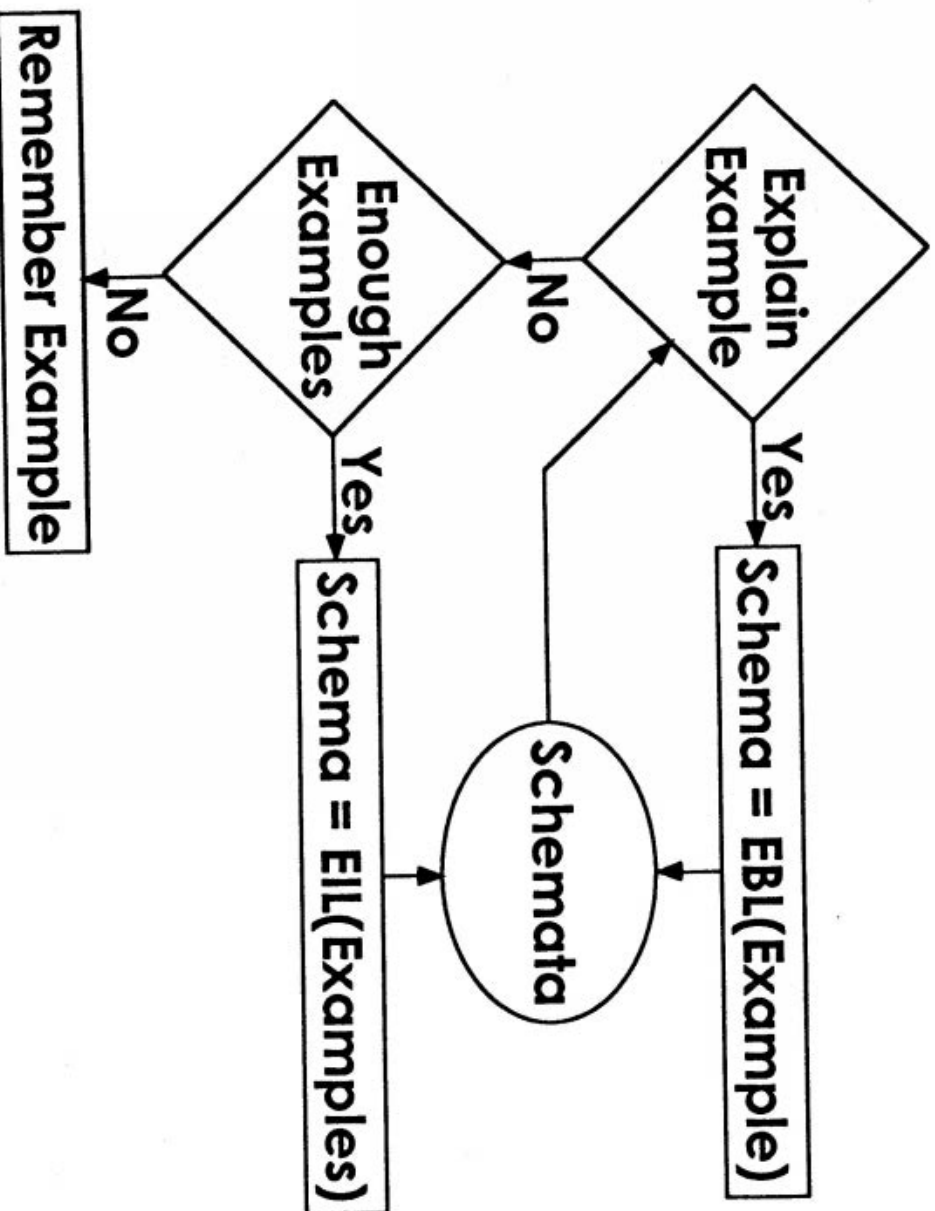 Explain
Example
Yes
Schema = EBL(Example)
No
Schemata
Enough
Examples
Yes
Schema = EIL(Examples)
No
Remember Example